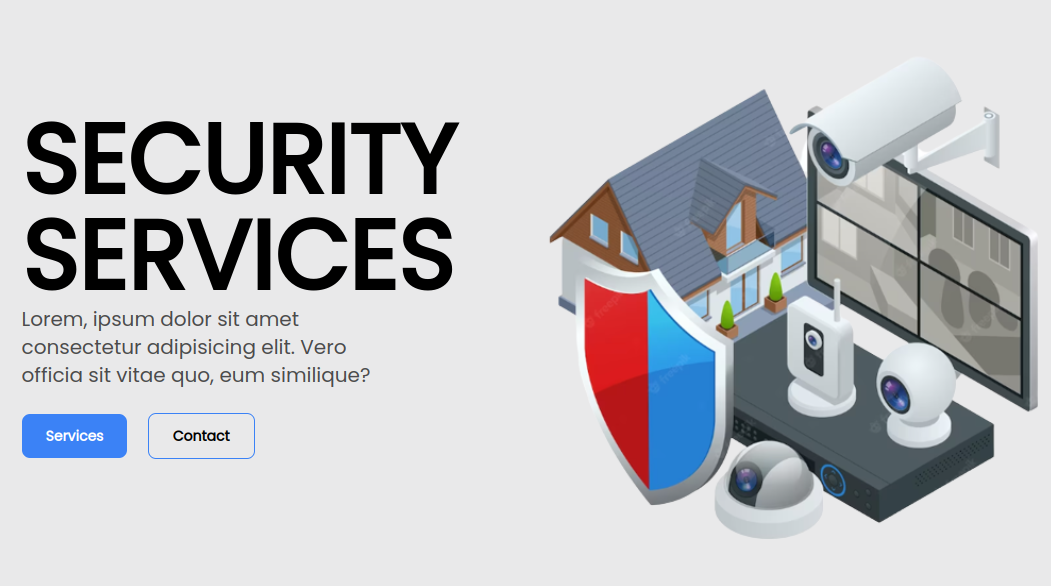 SECURITY
SERVICES
Lorem, ipsum dolor sit amet
consectetur adipisicing elit. Vero
officia sit vitae quo, eum similique?
Services
Contact